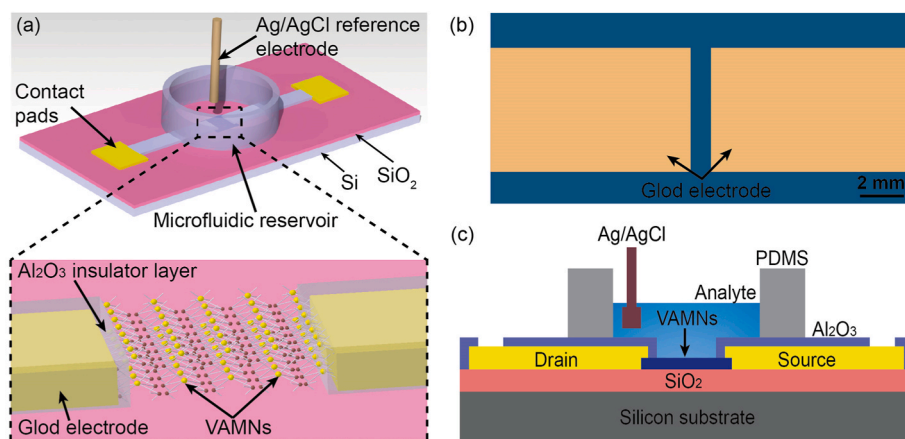 (a)
Ag/AgCl reference
electrode
Contact
pads
Si
SiO₂
Microfluidic reservoir
Al₂O₃ insulator layer
Glod electrode
VAMNs
(b)
Glod electrode
2 mm
(c)
Ag/AgCl
PDMS
Analyte
VAMNs
Al₂O₃
Drain
Source
SiO₂
Silicon substrate